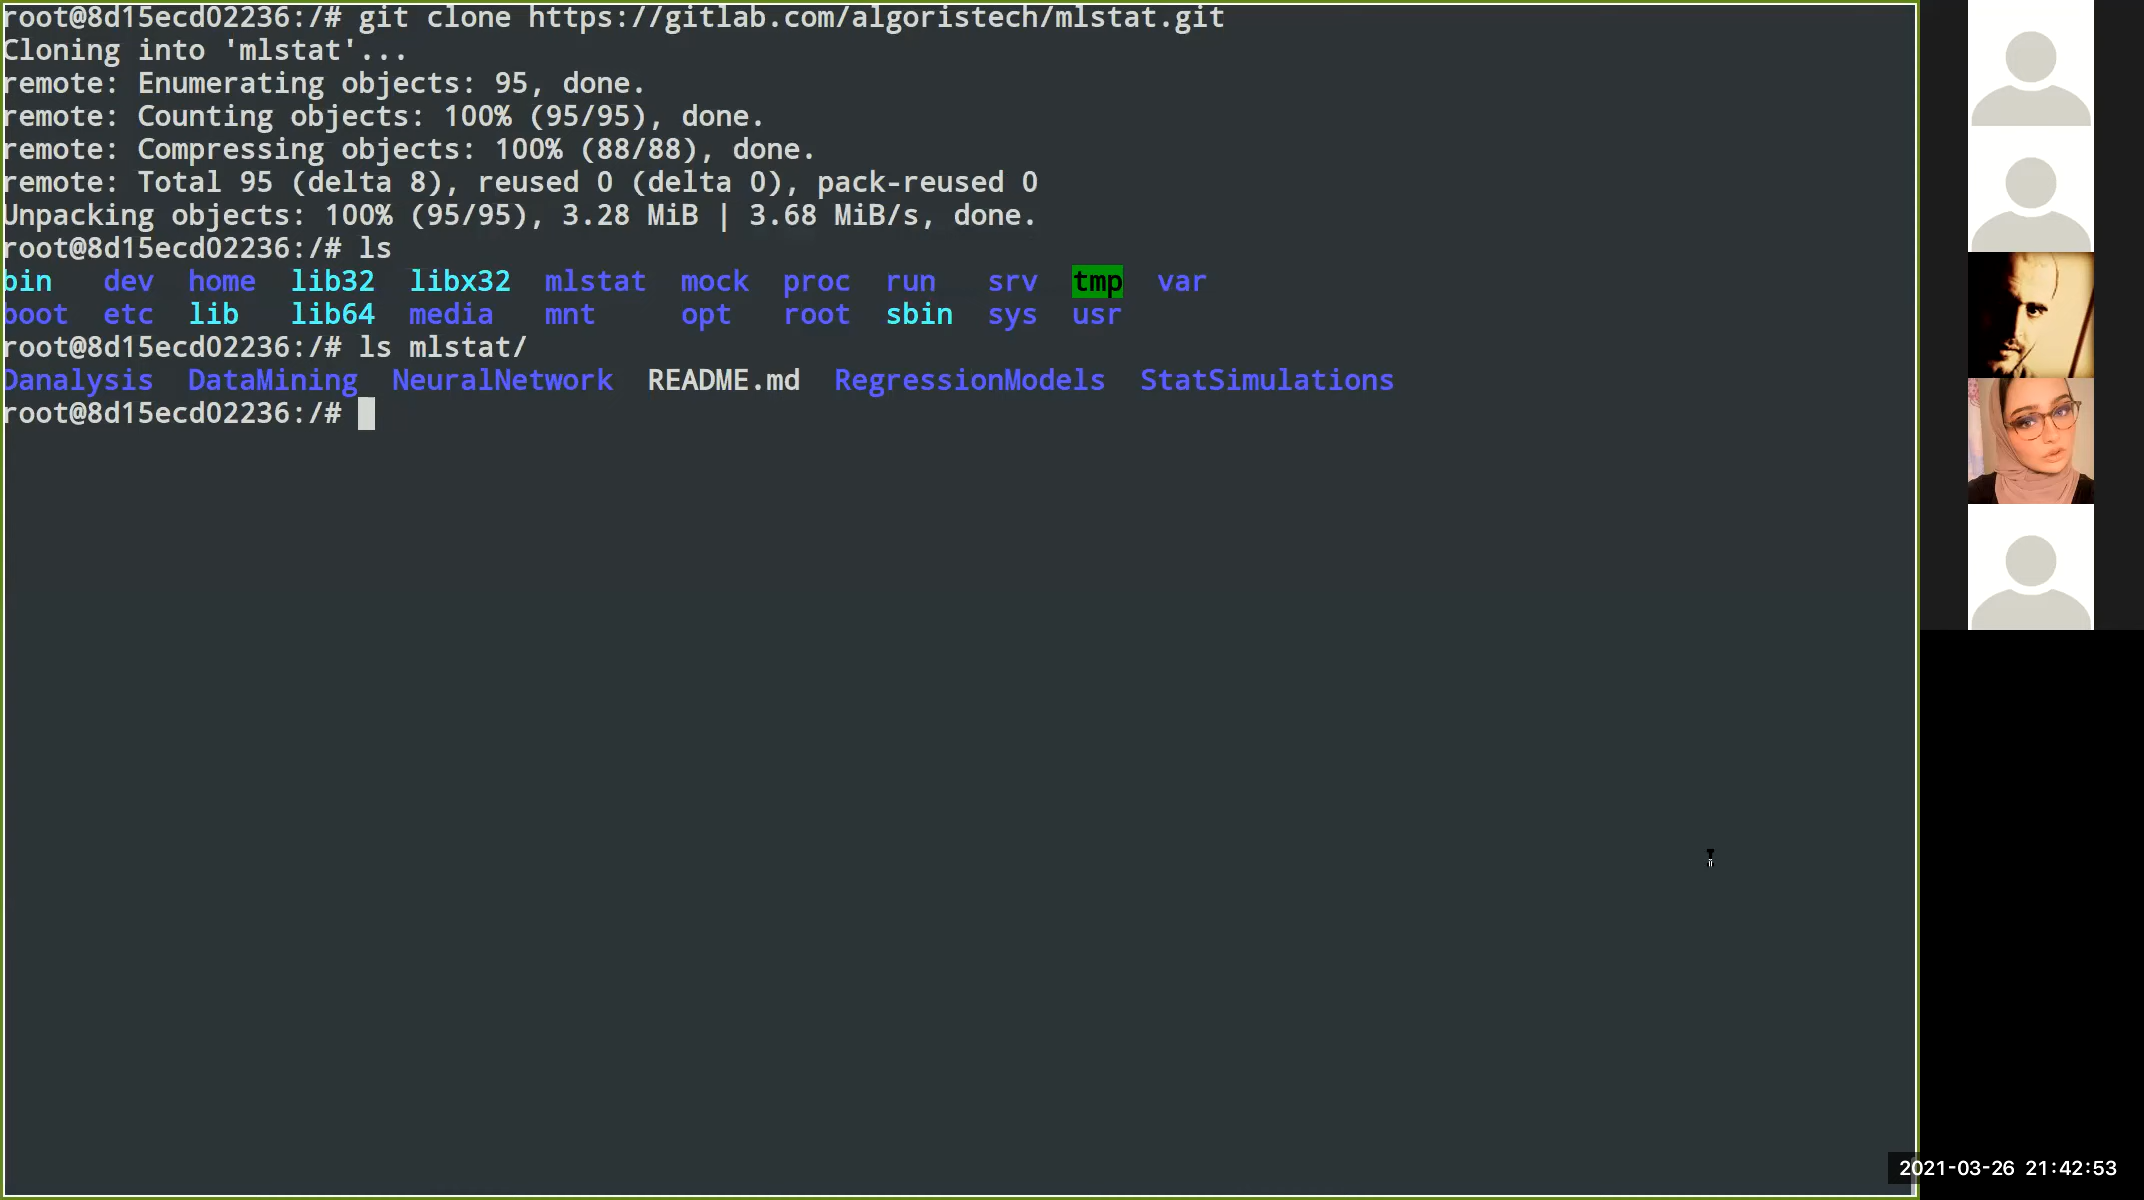 root@8d15ecd02236:/# git clone https://gitlab.com/algoristech/mlstat.git
Cloning into 'mlstat'...
remote: Enumerating objects: 95, done.
remote: Counting objects: 100% (95/95), done.
remote: Compressing objects: 100% (88/88), done.
remote: Total 95 (delta 8), reused 0 (delta 0), pack-reused 0
Unpacking objects: 100% (95/95), 3.28 MiB | 3.68 MiB/s, done.
root@8d15ecd02236:/# ls
bin   dev  home  lib32  libx32  mlstat  mock  proc  run   srv  tmp  var
boot  etc  lib   lib64  media   mnt     opt   root  sbin  sys  usr
root@8d15ecd02236:/# ls mlstat/
Danalysis  DataMining  NeuralNetwork  README.md  RegressionModels  StatSimulations
root@8d15ecd02236:/#
2021-03-26 21:42:53